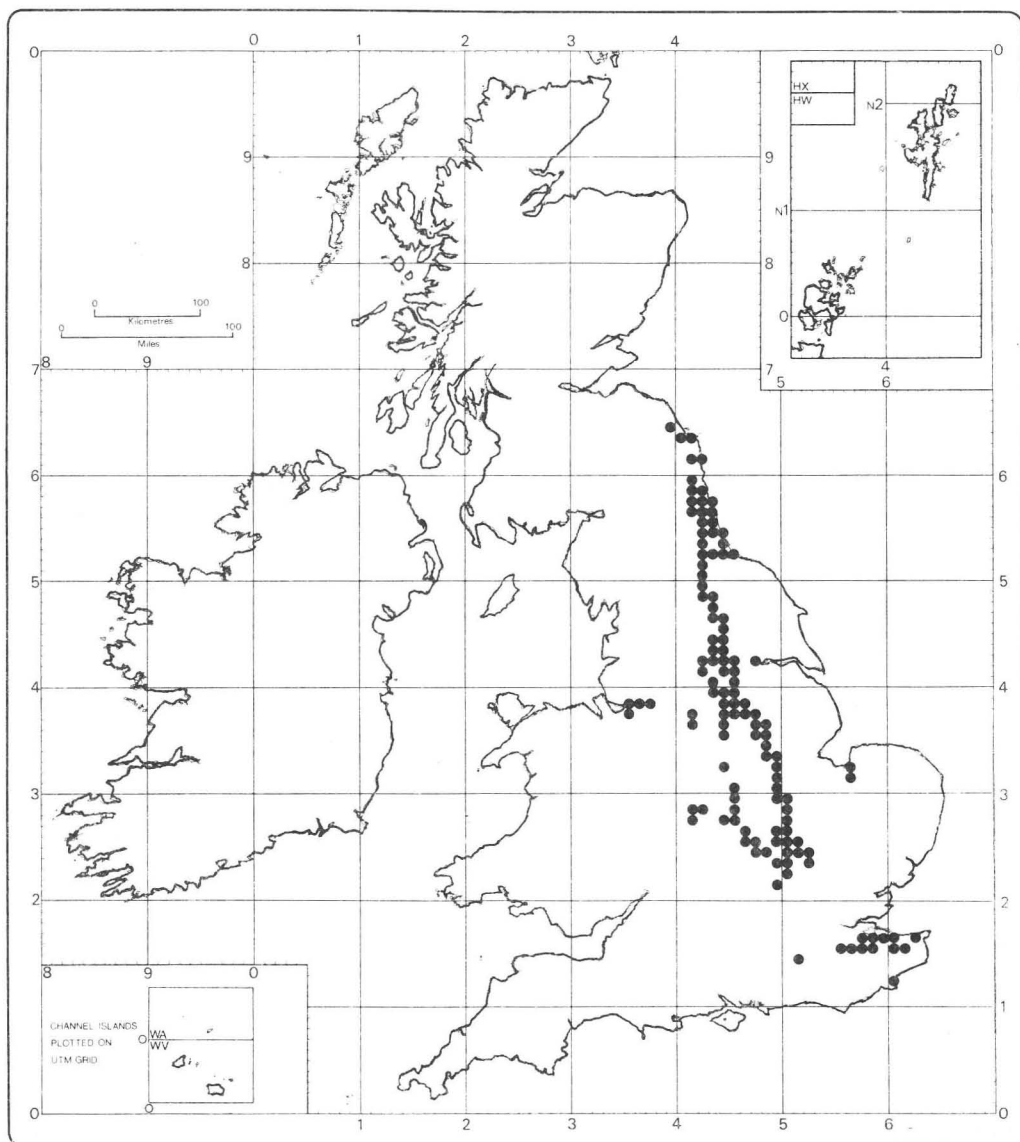 0 1 2 3 4
0 0
HX
HW
N2
9 9
N1
8 8
0 100
Kilometres
0 100
Miles
0
8 9 7 7
5 4
6
6 6
5 5
4 4
3 3
2 2
8 9 0
1 1
CHANNEL ISLANDS
PLOTTED ON
UTM GRID
0 WA
WV
0
0 1 2 3 4 5 6 0